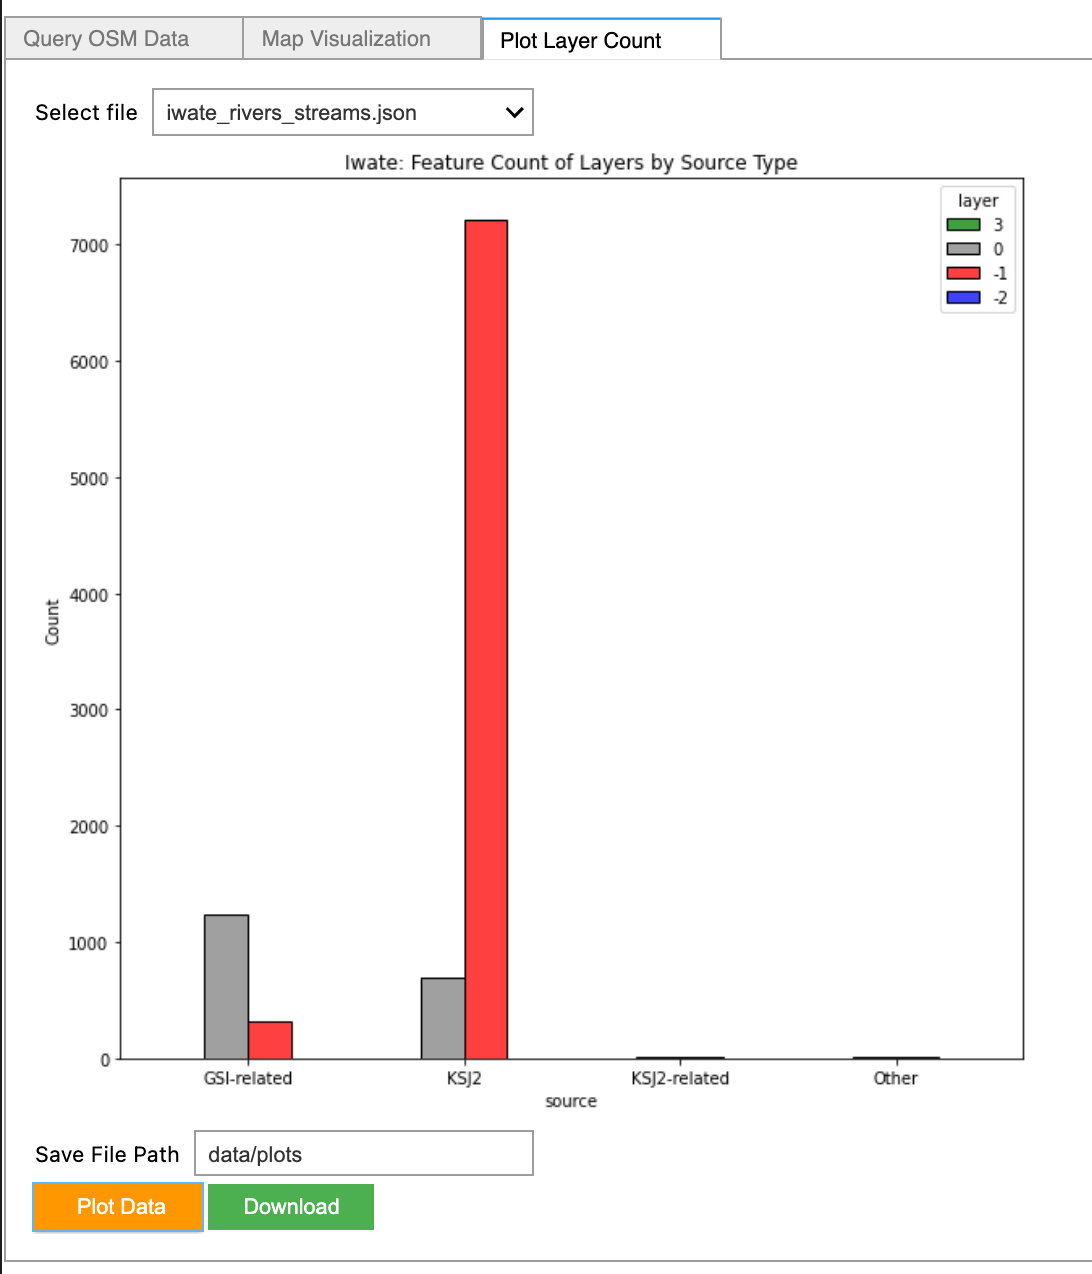 Query OSM Data Map Visualization Plot Layer Count
Select file iwate_rivers_streams.json
Iwate: Feature Count of Layers by Source Type
layer
3
0
-1
-2
7000
6000
5000
4000
3000
2000
1000
0
Count
GSI-related KSJ2 KSJ2-related Other
source
Save File Path data/plots
Plot Data Download